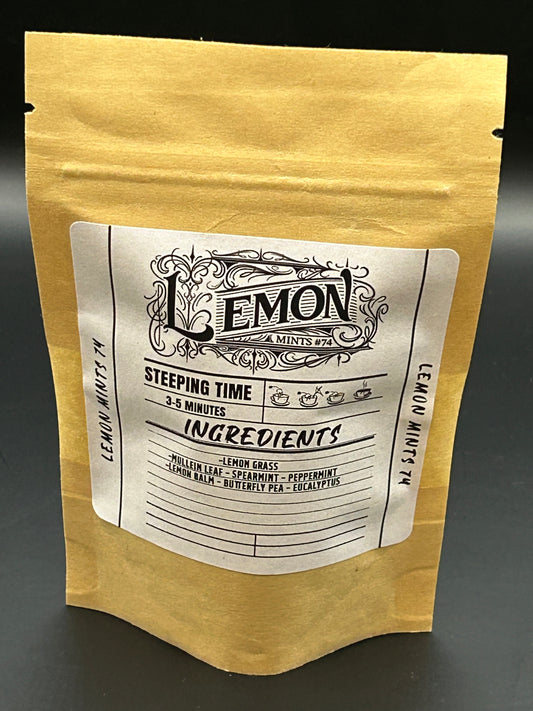 LEMON
& MINTS #74
STEEPING TIME
3-5 MINUTES
INGREDIENTS
-LEMON GRASS
-MULLEIN LEAF - SPEARMINT - PEPPERMINT
-LEMON BALM - BUTTERFLY PEA - EUCALYPTUS
LEMON MINTS 74
LEMON MINTS 74